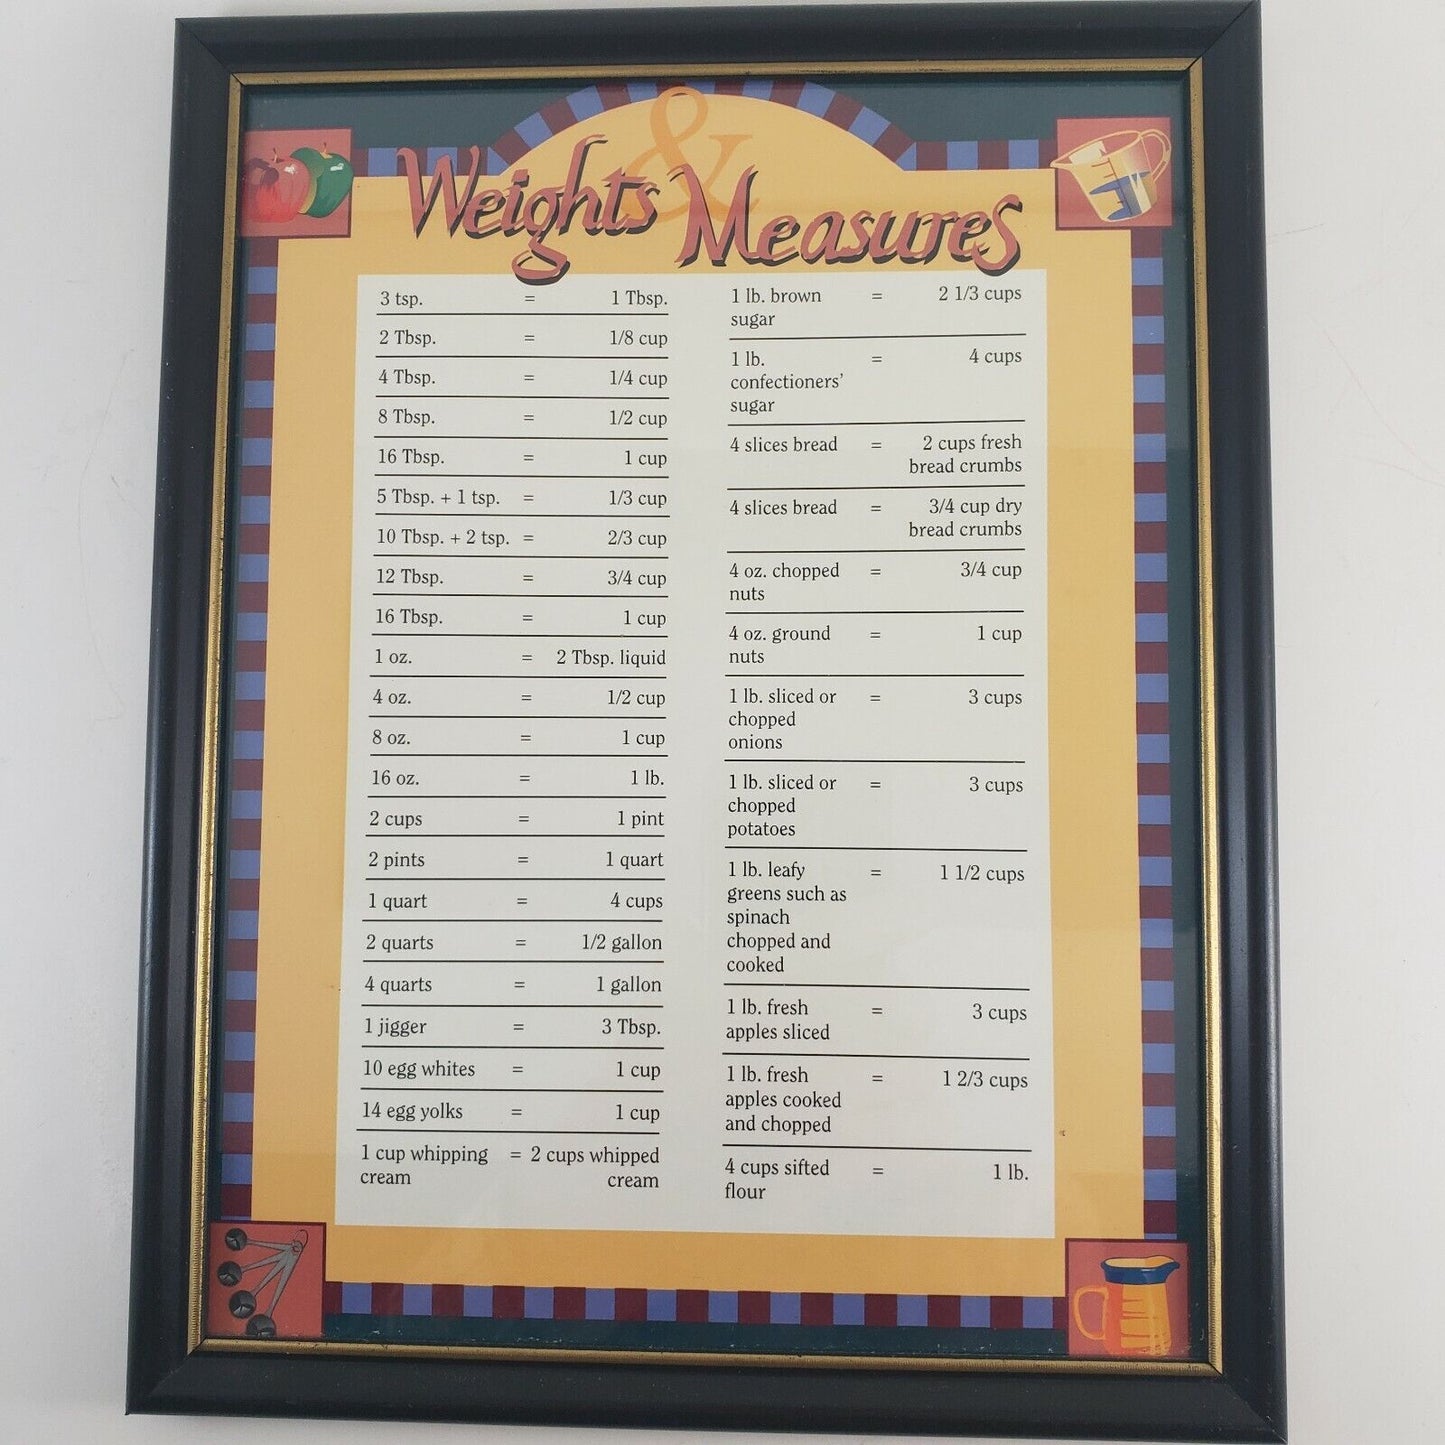 Weights & Measures
3 tsp. = 1 Tbsp.
2 Tbsp. = 1/8 cup
4 Tbsp. = 1/4 cup
8 Tbsp. = 1/2 cup
16 Tbsp. = 1 cup
5 Tbsp. + 1 tsp. = 1/3 cup
10 Tbsp. + 2 tsp. = 2/3 cup
12 Tbsp. = 3/4 cup
16 Tbsp. = 1 cup
1 oz. = 2 Tbsp. liquid
4 oz. = 1/2 cup
8 oz. = 1 cup
16 oz. = 1 lb.
2 cups = 1 pint
2 pints = 1 quart
1 quart = 4 cups
2 quarts = 1/2 gallon
4 quarts = 1 gallon
1 jigger = 3 Tbsp.
10 egg whites = 1 cup
14 egg yolks = 1 cup
1 cup whipping = 2 cups whipped
cream cream
1 lb. brown = 2 1/3 cups
sugar
1 lb. = 4 cups
confectioners’
sugar
4 slices bread = 2 cups fresh
bread crumbs
4 slices bread = 3/4 cup dry
bread crumbs
4 oz. chopped = 3/4 cup
nuts
4 oz. ground = 1 cup
nuts
1 lb. sliced or = 3 cups
chopped
onions
1 lb. sliced or = 3 cups
chopped
potatoes
1 lb. leafy = 1 1/2 cups
greens such as
spinach
chopped and
cooked
1 lb. fresh = 3 cups
apples sliced
1 lb. fresh = 1 2/3 cups
apples cooked
and chopped
4 cups sifted = 1 lb.
flour